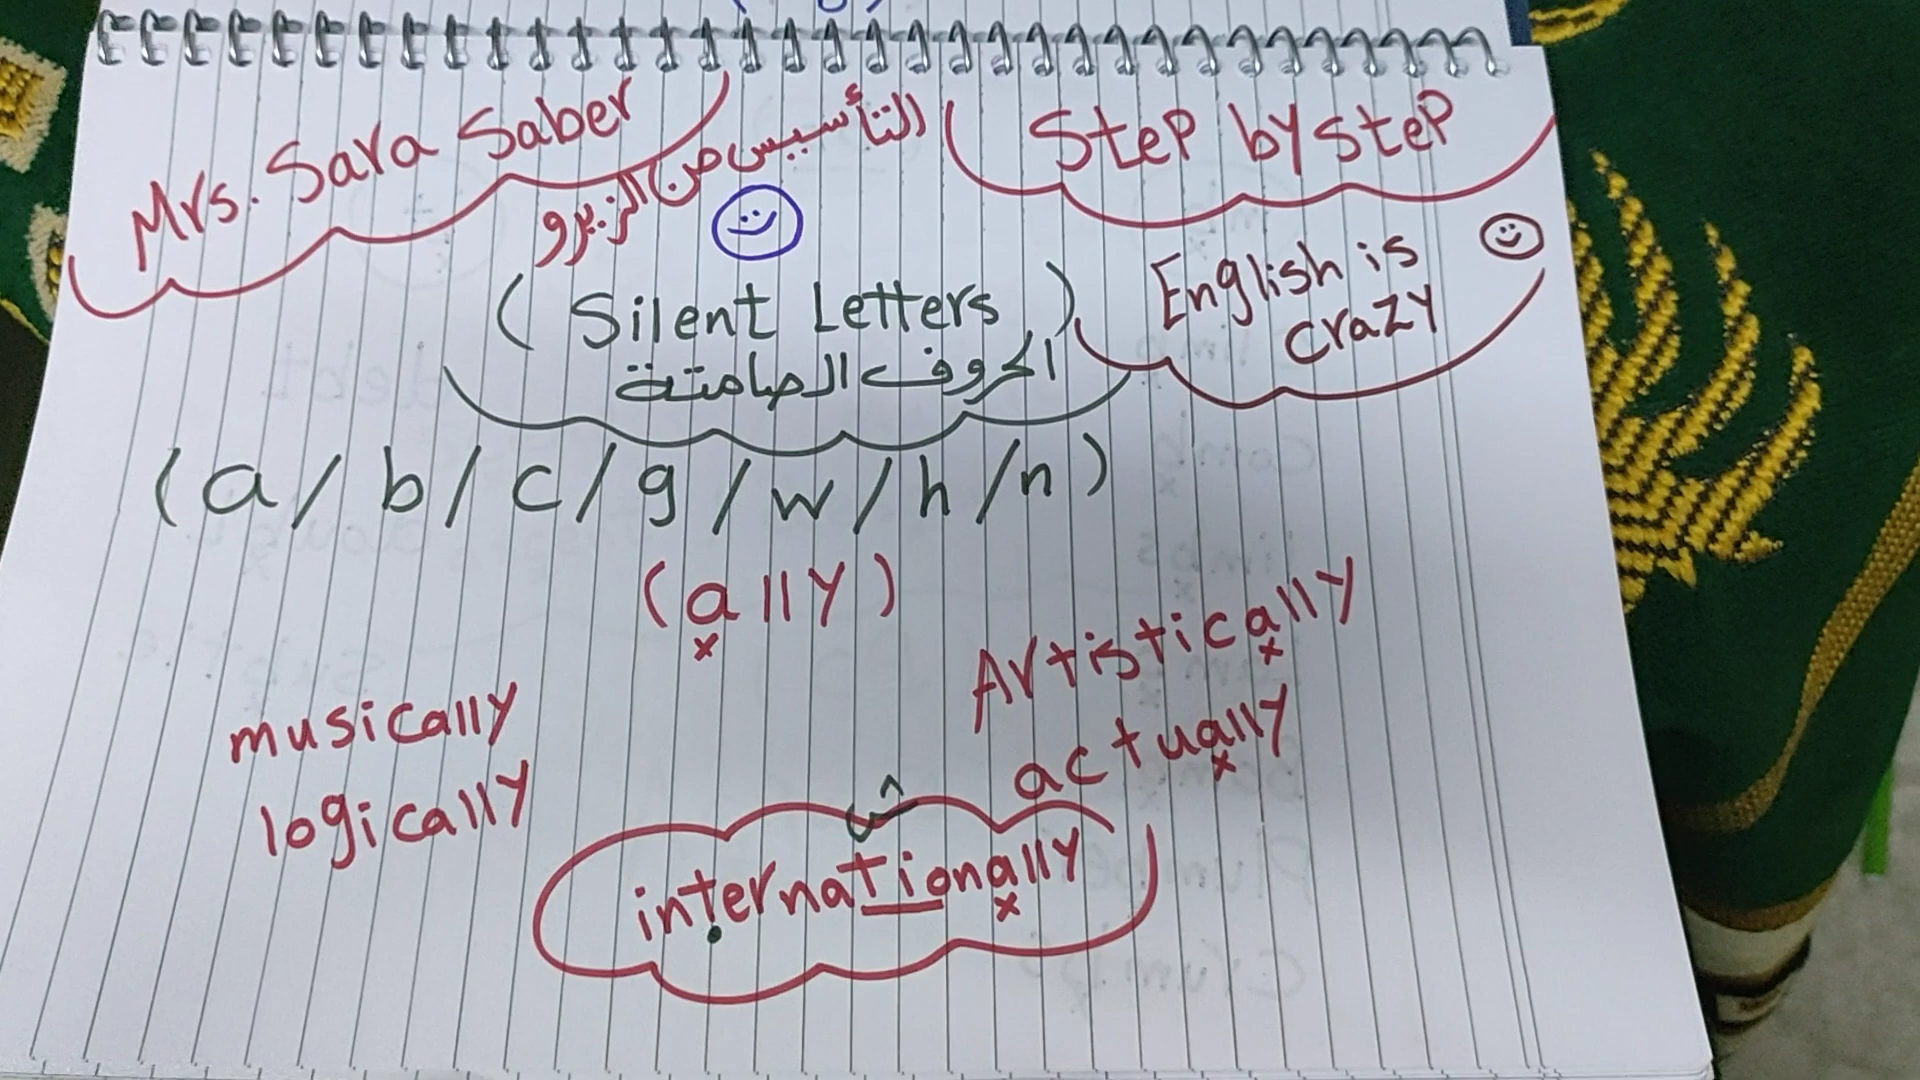 Mrs. Sara Saber
التأسيس من الزيرو
Step by step
English is
crazy
( Silent Letters )
الحروف الصامتة
( a / b / c / g / w / h / n )
( ally )
x
Artistically
x
musically
actually
x
logically
ش
internationally
x